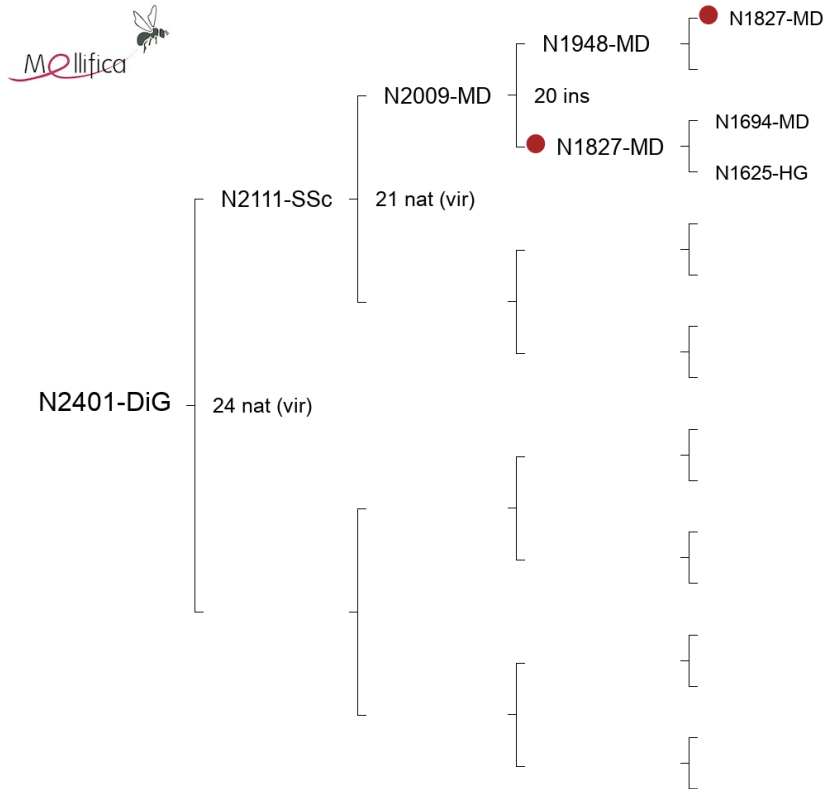 Mellifica
N1827-MD
N1948-MD
N2009-MD
20 ins
N1694-MD
N1827-MD
N1625-HG
N2111-SSc
21 nat (vir)
N2401-DiG
24 nat (vir)